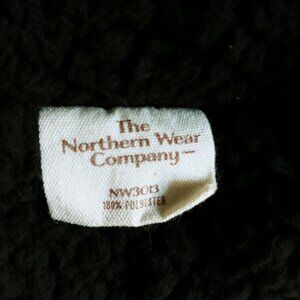 The
Northern Wear
Company
NW3013
100% POLYESTER